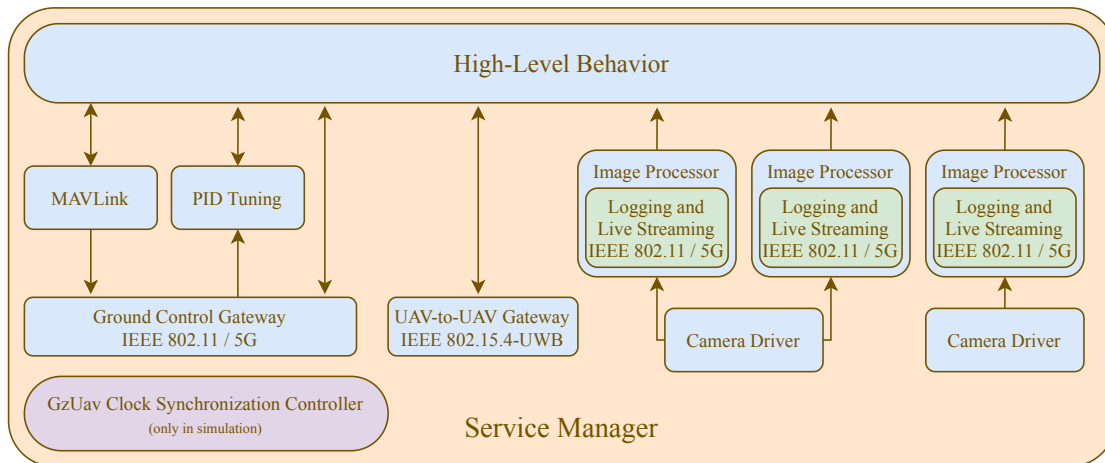 High-Level Behavior
MAVLink
PID Tuning
Image Processor
Logging and
Live Streaming
IEEE 802.11 / 5G
Image Processor
Logging and
Live Streaming
IEEE 802.11 / 5G
Image Processor
Logging and
Live Streaming
IEEE 802.11 / 5G
Ground Control Gateway
IEEE 802.11 / 5G
UAV-to-UAV Gateway
IEEE 802.15.4-UWB
Camera Driver
Camera Driver
GzUav Clock Synchronization Controller
(only in simulation)
Service Manager